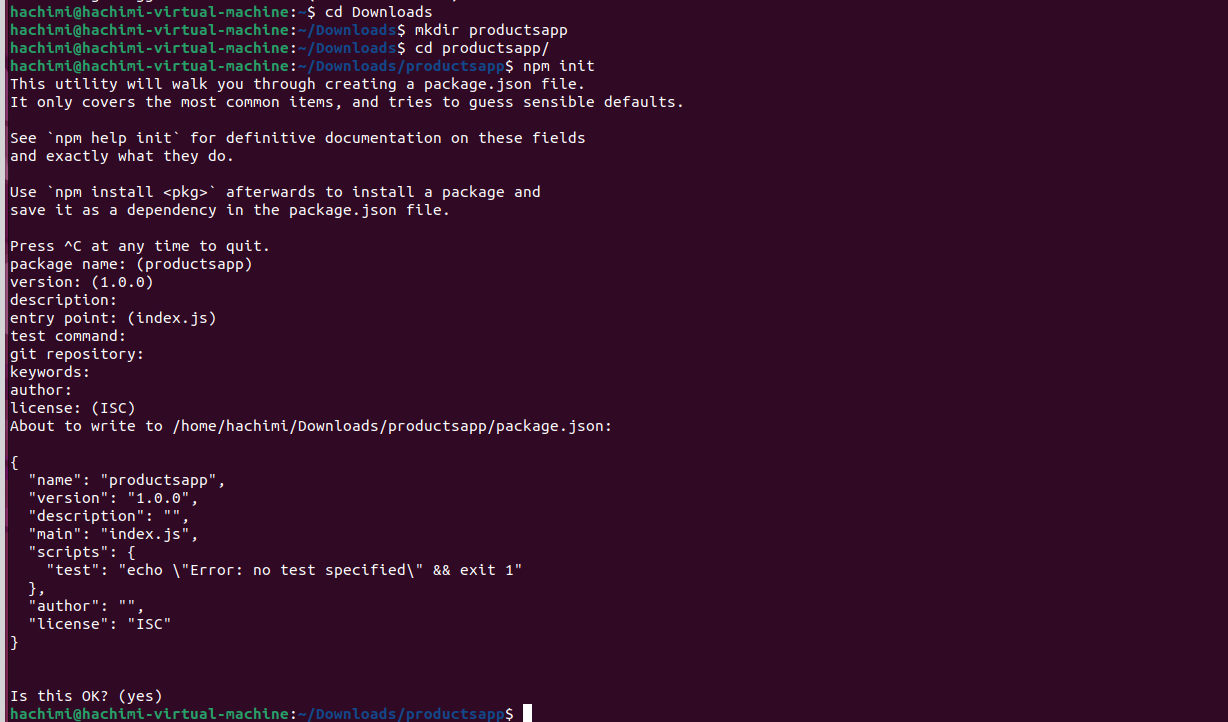 hachimi@hachimi-virtual-machine:~$ cd Downloads
hachimi@hachimi-virtual-machine:~/Downloads$ mkdir productsapp
hachimi@hachimi-virtual-machine:~/Downloads$ cd productsapp/
hachimi@hachimi-virtual-machine:~/Downloads/productsapp$ npm init
This utility will walk you through creating a package.json file.
It only covers the most common items, and tries to guess sensible defaults.

See `npm help init` for definitive documentation on these fields
and exactly what they do.

Use `npm install <pkg>` afterwards to install a package and
save it as a dependency in the package.json file.

Press ^C at any time to quit.
package name: (productsapp)
version: (1.0.0)
description:
entry point: (index.js)
test command:
git repository:
keywords:
author:
license: (ISC)
About to write to /home/hachimi/Downloads/productsapp/package.json:

{
  "name": "productsapp",
  "version": "1.0.0",
  "description": "",
  "main": "index.js",
  "scripts": {
    "test": "echo \"Error: no test specified\" && exit 1"
  },
  "author": "",
  "license": "ISC"
}

Is this OK? (yes)
hachimi@hachimi-virtual-machine:~/Downloads/productsapp$